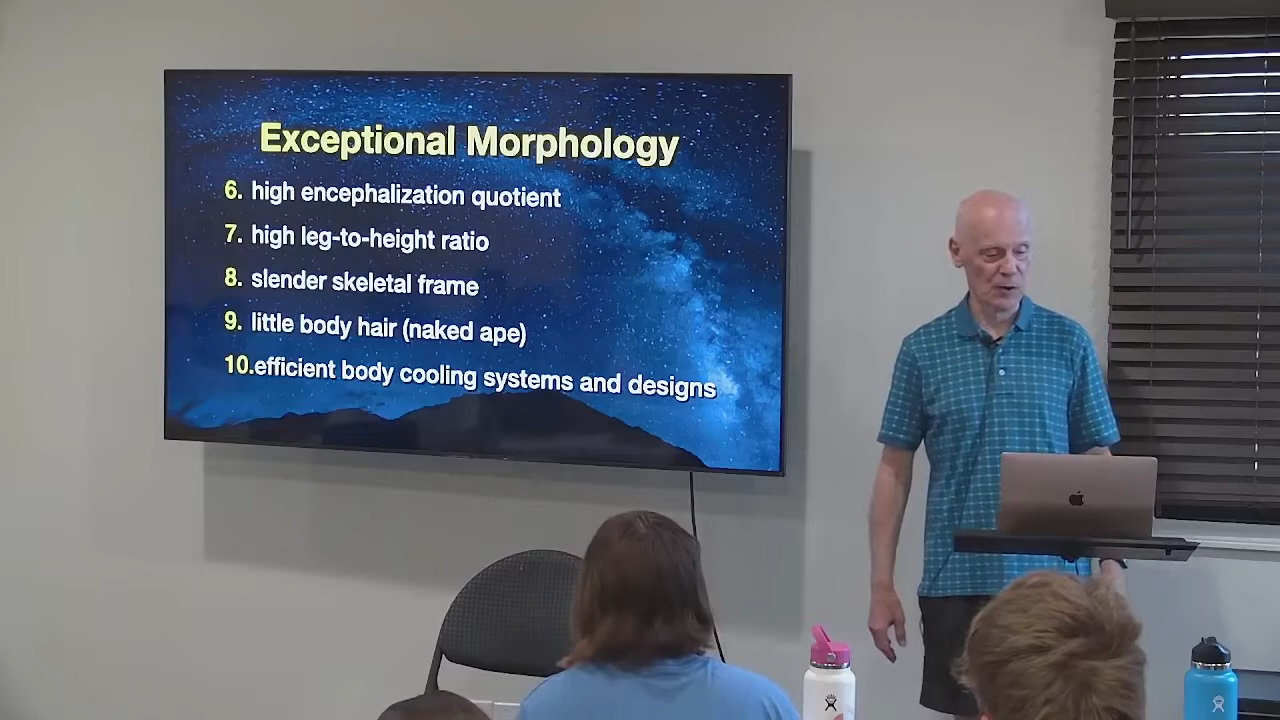 Exceptional Morphology
6. high encephalization quotient
7. high leg-to-height ratio
8. slender skeletal frame
9. little body hair (naked ape)
10.efficient body cooling systems and designs